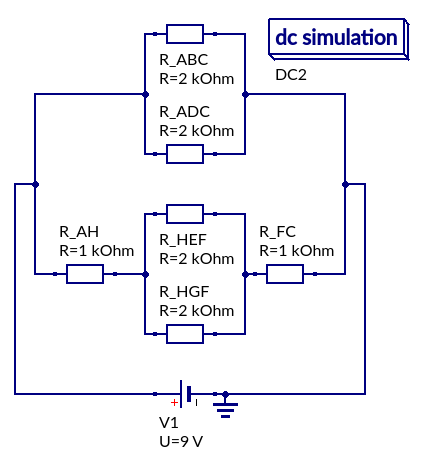 dc simulation
DC2
R_ABC
R=2 kOhm
R_ADC
R=2 kOhm
R_AH
R=1 kOhm
R_HEF
R=2 kOhm
R_FC
R=1 kOhm
R_HGF
R=2 kOhm
+
V1
U=9 V